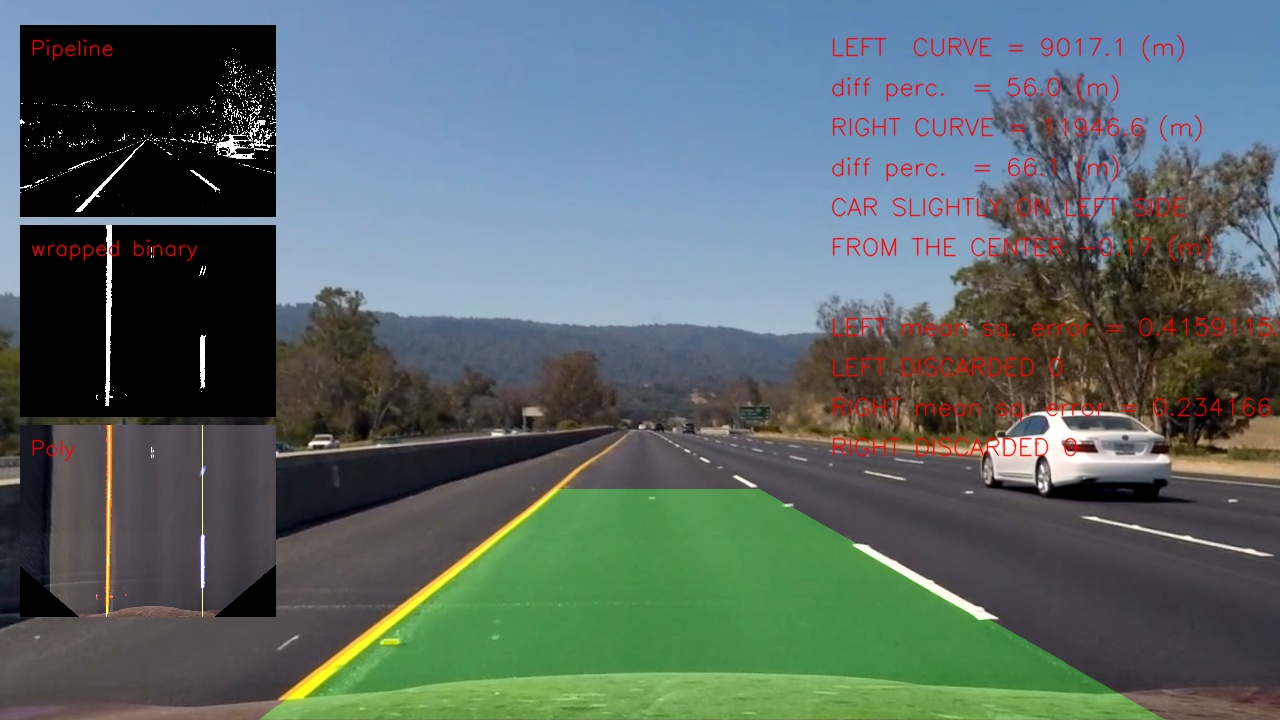 Pipeline
wrapped binary
Poly
LEFT CURVE = 9017.1 (m)
diff perc. = 56.0 (m)
RIGHT CURVE = 11946.6 (m)
diff perc. = 66.1 (m)
CAR SLIGHTLY ON LEFT SIDE
FROM THE CENTER -0.17 (m)
LEFT mean sq. error = 0.4159115
LEFT DISCARDED 0
RIGHT mean sq. error = 0.234166
RIGHT DISCARDED 0